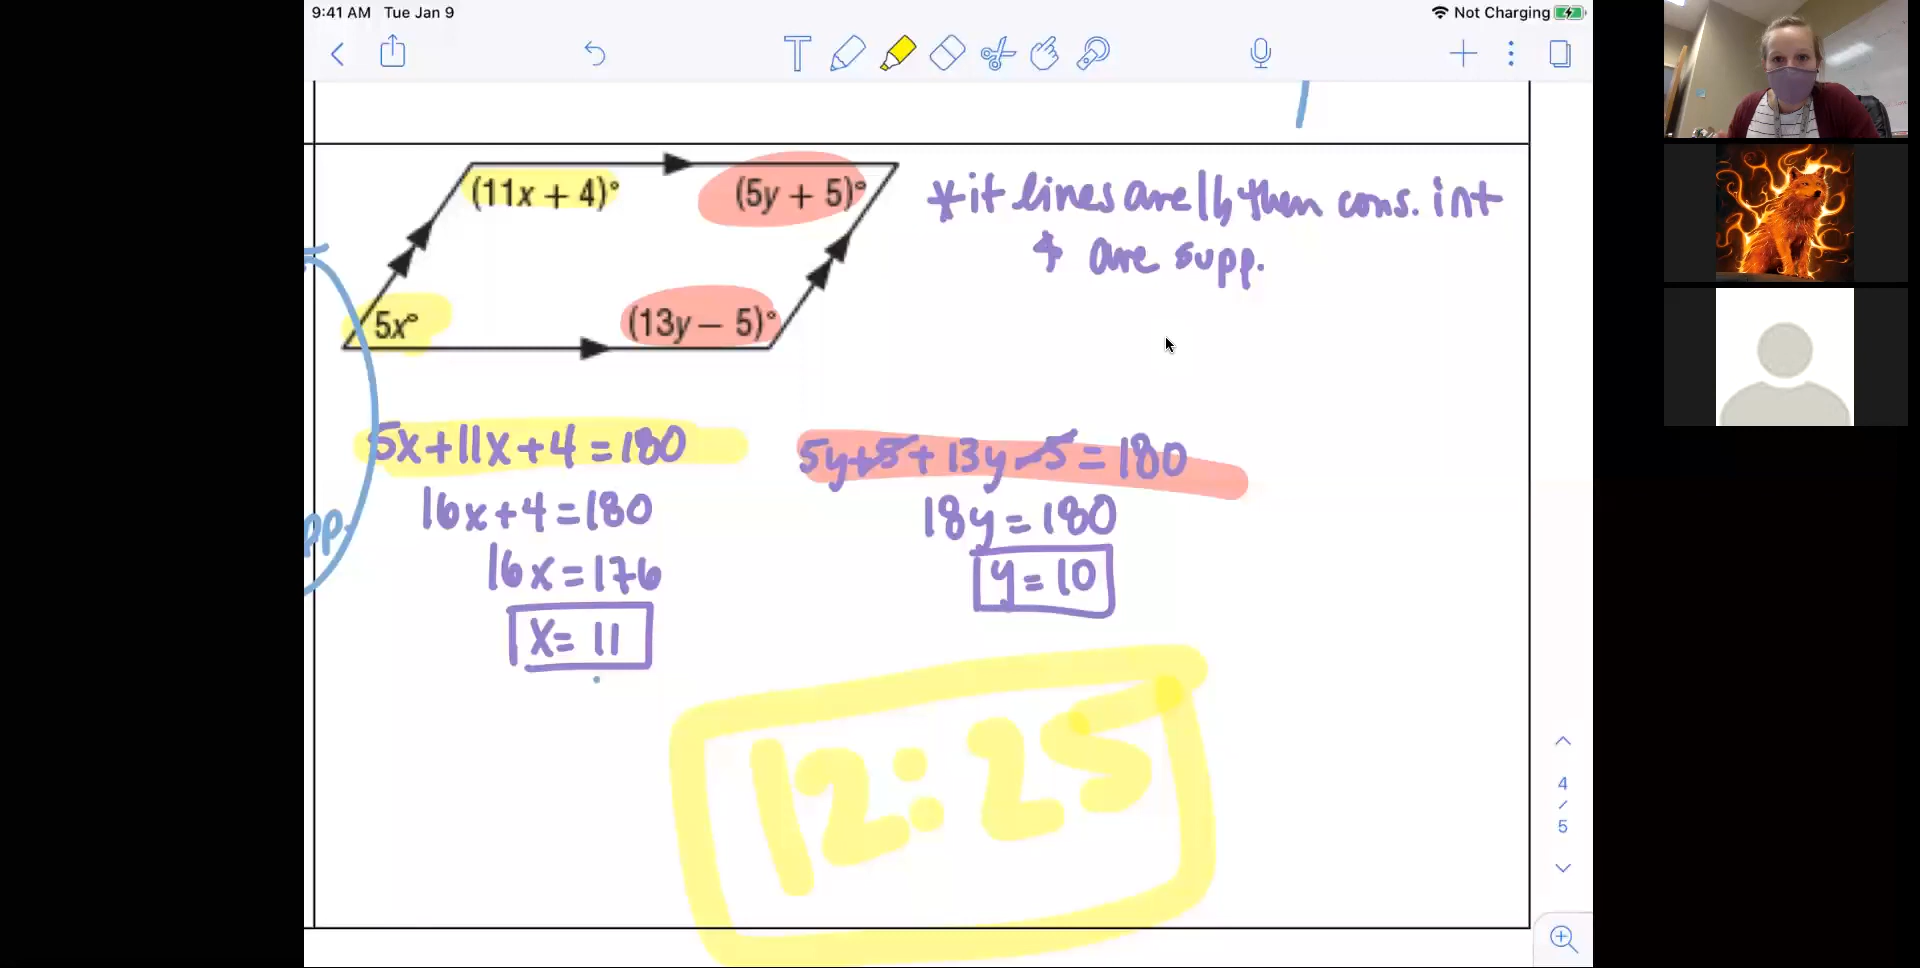 9:41 AM Tue Jan 9
Not Charging
T
(11x + 4)°
(5y + 5)°
5x°
(13y – 5)°
*if lines are ||, then cons. int
∡ are supp.
pp.
5x+11x+4=180
16x+4=180
16x=176
x= 11
5y+5+13y-5=180
18y=180
y=10
12:25
4
/
5